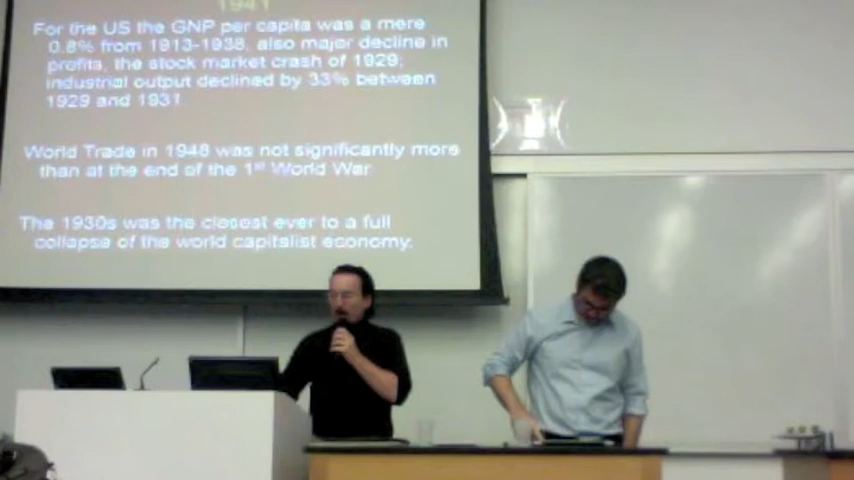 1941
For the US the GNP per capita was a mere
0.8% from 1913-1938, also major decline in
profits, the stock market crash of 1929;
industrial output declined by 33% between
1929 and 1931
World Trade in 1948 was not significantly more
than at the end of the 1st World War
The 1930s was the closest ever to a full
collapse of the world capitalist economy.